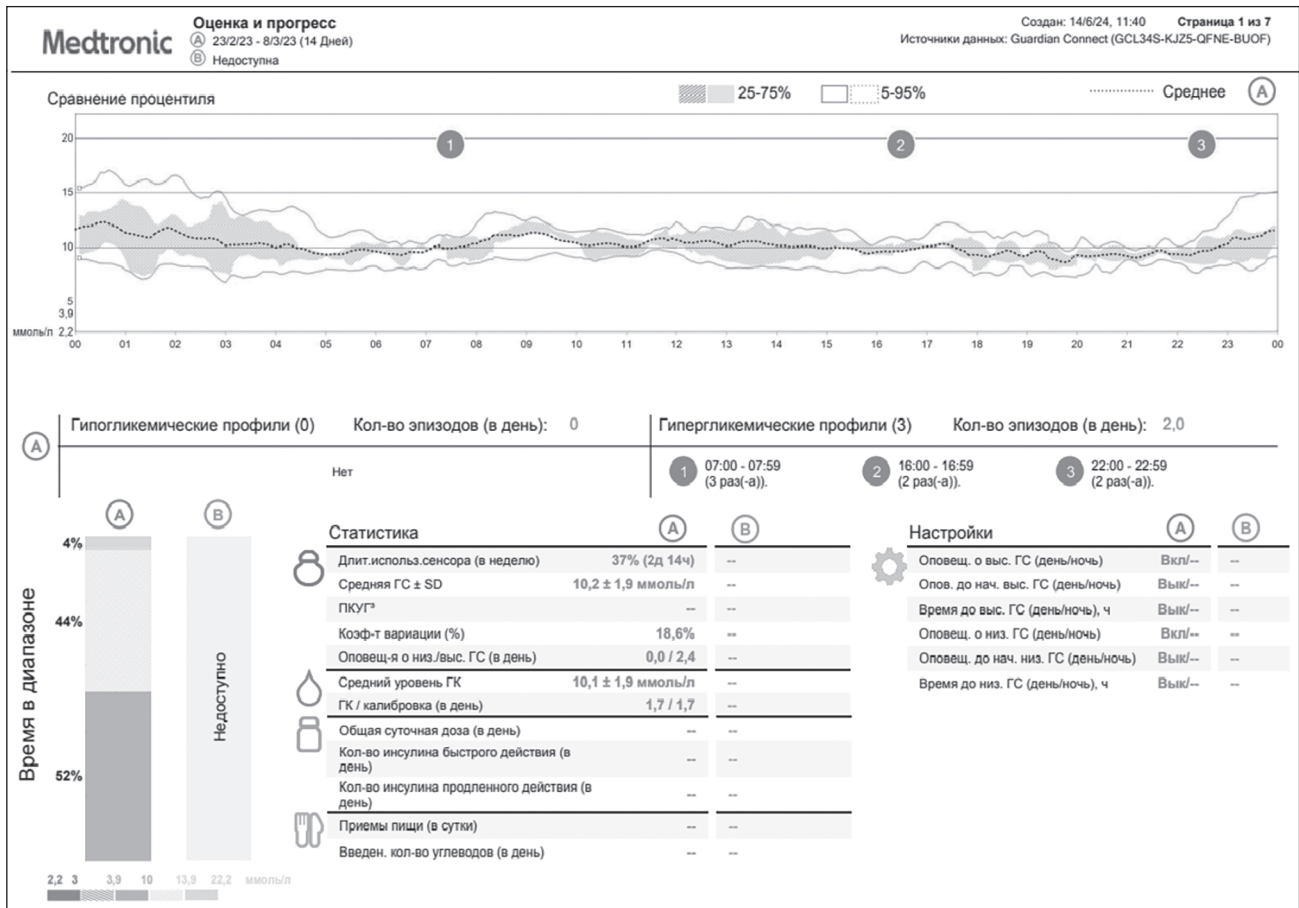 Medtronic
Оценка и прогресс
A 23/2/23 - 8/3/23 (14 Дней)
B Недоступна
Создан: 14/6/24, 11:40 Страница 1 из 7
Источники данных: Guardian Connect (GCL34S-KJZ5-QFNE-BUOF)
Сравнение процентиля
25-75% 5-95% Среднее A
20
15
10
5
3,9
ммоль/л 2,2
1 2 3
00 01 02 03 04 05 06 07 08 09 10 11 12 13 14 15 16 17 18 19 20 21 22 23 00
A
Гипогликемические профили (0) Кол-во эпизодов (в день): 0
Нет
Гипергликемические профили (3) Кол-во эпизодов (в день): 2,0
1 07:00 - 07:59
(3 раз(-а)).
2 16:00 - 16:59
(2 раз(-а)).
3 22:00 - 22:59
(2 раз(-а)).
Время в диапазоне
A B
4%
44%
52%
Недоступно
2,2 3 3,9 10 13,9 22,2 ммоль/л
Статистика A B
Длит.использ.сенсора (в неделю) 37% (2д 14ч) --
Средняя ГС ± SD 10,2 ± 1,9 ммоль/л --
ПКУГ³ -- --
Коэф-т вариации (%) 18,6% --
Оповещ-я о низ./выс. ГС (в день) 0,0 / 2,4 --
Средний уровень ГК 10,1 ± 1,9 ммоль/л --
ГК / калибровка (в день) 1,7 / 1,7 --
Общая суточная доза (в день) -- --
Кол-во инсулина быстрого действия (в
день) -- --
Кол-во инсулина продленного действия (в
день) -- --
Приемы пищи (в сутки) -- --
Введен. кол-во углеводов (в день) -- --
Настройки A B
Оповещ. о выс. ГС (день/ночь) Вкл/-- --
Опов. до нач. выс. ГС (день/ночь) Вык/-- --
Время до выс. ГС (день/ночь), ч Вык/-- --
Оповещ. о низ. ГС (день/ночь) Вкл/-- --
Оповещ. до нач. низ. ГС (день/ночь) Вык/-- --
Время до низ. ГС (день/ночь), ч Вык/-- --